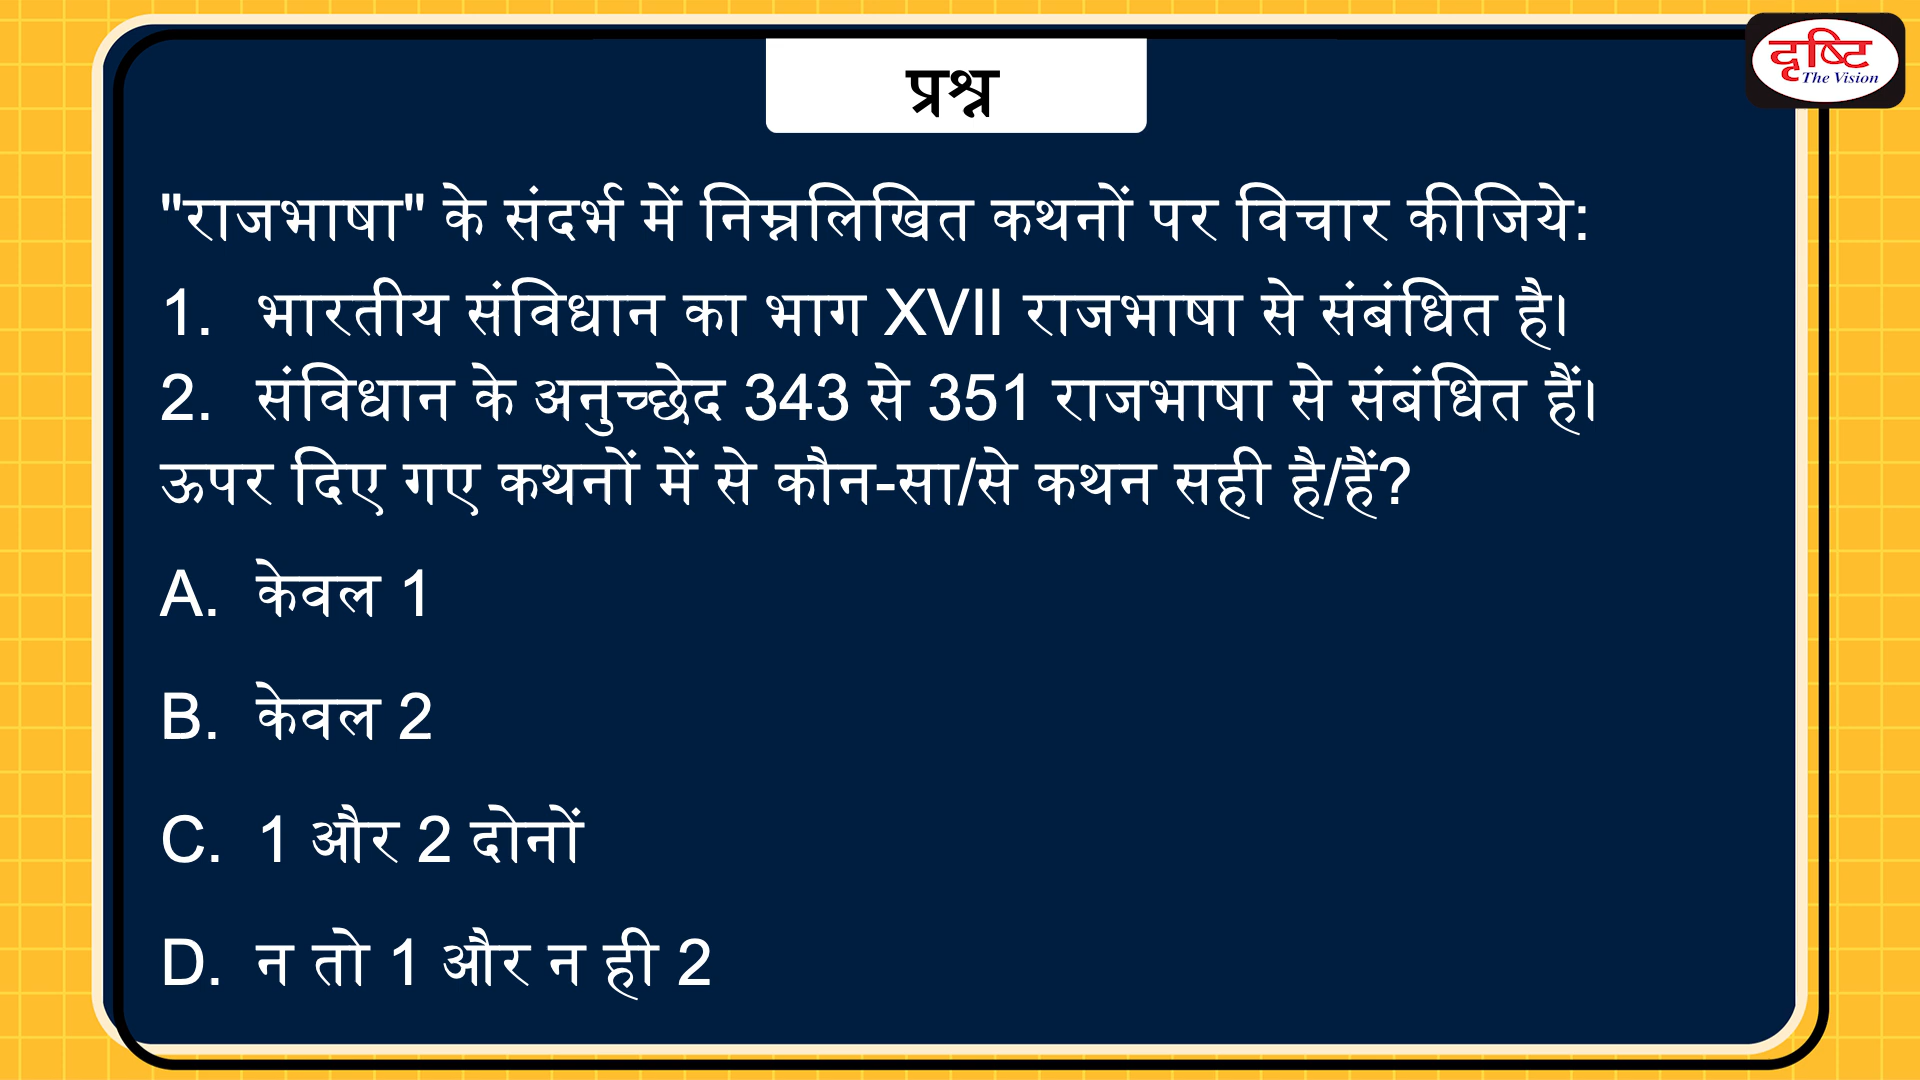 दृष्टि
The Vision
प्रश्न
"राजभाषा" के संदर्भ में निम्नलिखित कथनों पर विचार कीजिये:
1. भारतीय संविधान का भाग XVII राजभाषा से संबंधित है।
2. संविधान के अनुच्छेद 343 से 351 राजभाषा से संबंधित हैं।
ऊपर दिए गए कथनों में से कौन-सा/से कथन सही है/हैं?
A. केवल 1
B. केवल 2
C. 1 और 2 दोनों
D. न तो 1 और न ही 2